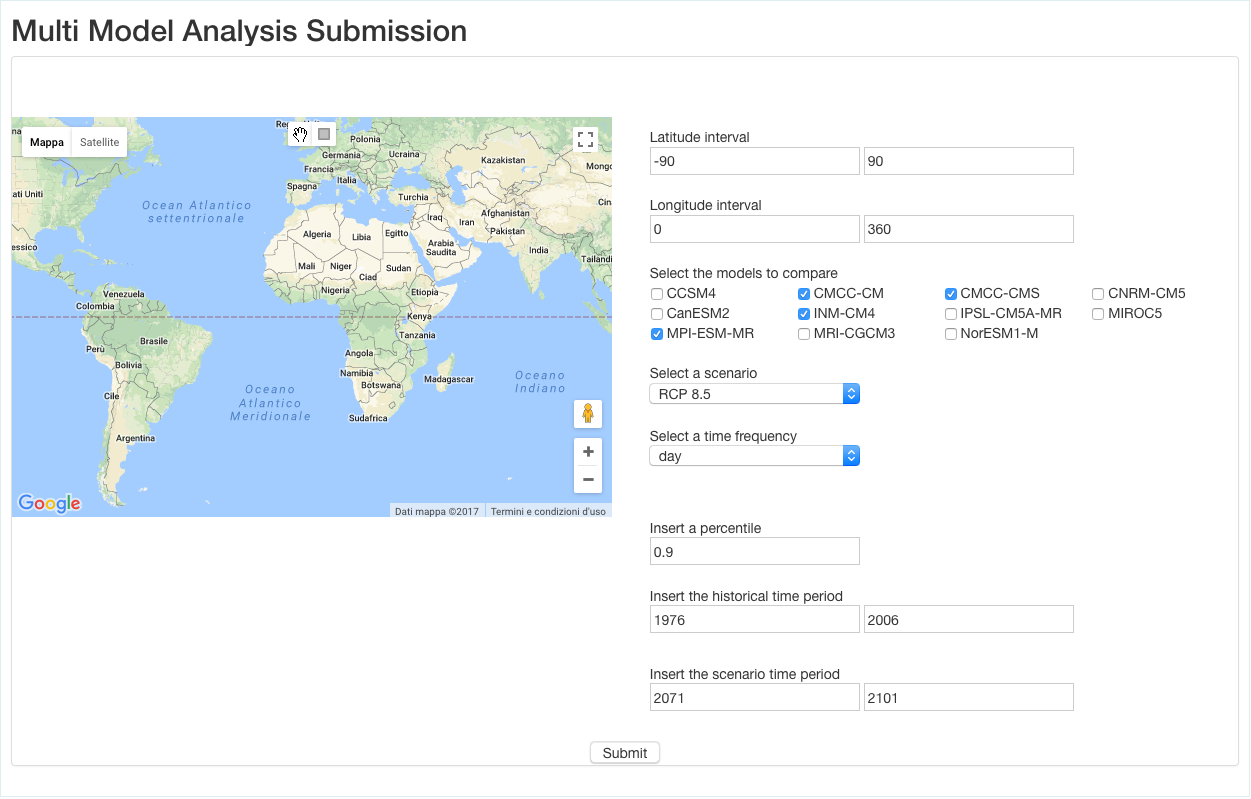 Multi Model Analysis Submission
Mappa Satellite
Polonia
Germania Ucraina
Kazakistan
Mong
Francia
Italia
Spagna
ati Uniti
Turchia
Cin
Ocean Atlantico
settentrionale
Afghanistan
Iraq
Iran
Pakistan
Algeria
Libia
Egitto
essico
Arabia
Saudita
India
Tailandi
Mali
Niger
Ciad
Sudan
Nigeria
Etiopia
Venezuela
Colombia
Kenya
Tanzania
Brasile
Perù
Angola
Bolivia
Namibia
Botswana
Madagascar
Cile
Oceano
Atlantico
Meridionale
Oceano
Indiano
Sudafrica
Argentina
+
−
Google
Dati mappa ©2017 Termini e condizioni d'uso
Latitude interval
-90 90
Longitude interval
0 360
Select the models to compare
CCSM4 CMCC-CM CMCC-CMS CNRM-CM5
CanESM2 INM-CM4 IPSL-CM5A-MR MIROC5
MPI-ESM-MR MRI-CGCM3 NorESM1-M
Select a scenario
RCP 8.5
Select a time frequency
day
Insert a percentile
0.9
Insert the historical time period
1976 2006
Insert the scenario time period
2071 2101
Submit